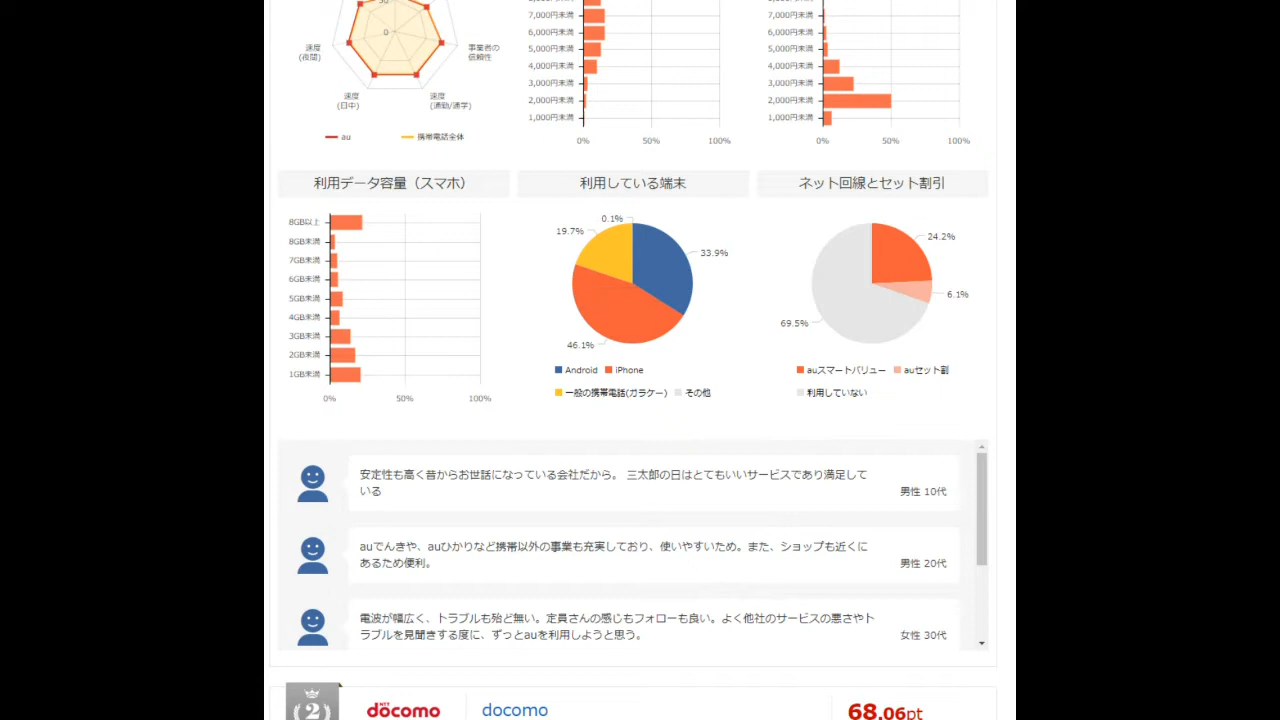 50
0
速度
(夜間)
事業者の
信頼性
速度
(日中)
速度
(通勤/通学)
au
携帯電話全体
7,000円未満
6,000円未満
5,000円未満
4,000円未満
3,000円未満
2,000円未満
1,000円未満
0%
50%
100%
7,000円未満
6,000円未満
5,000円未満
4,000円未満
3,000円未満
2,000円未満
1,000円未満
0%
50%
100%
利用データ容量(スマホ)
利用している端末
ネット回線とセット割引
8GB以上
8GB未満
7GB未満
6GB未満
5GB未満
4GB未満
3GB未満
2GB未満
1GB未満
0%
50%
100%
0.1%
19.7%
33.9%
46.1%
Android
iPhone
一般の携帯電話(ガラケー)
その他
24.2%
6.1%
69.5%
auスマートバリュー
auセット割
利用していない
安定性も高く昔からお世話になっている会社だから。 三太郎の日はとてもいいサービスであり満足して
いる
男性 10代
auでんきや、auひかりなど携帯以外の事業も充実しており、使いやすいため。また、ショップも近くに
あるため便利。
男性 20代
電波が幅広く、トラブルも殆ど無い。定員さんの感じもフォローも良い。よく他社のサービスの悪さやト
ラブルを見聞きする度に、ずっとauを利用しようと思う。
女性 30代
2
NTT
döcomo
docomo
68.06pt